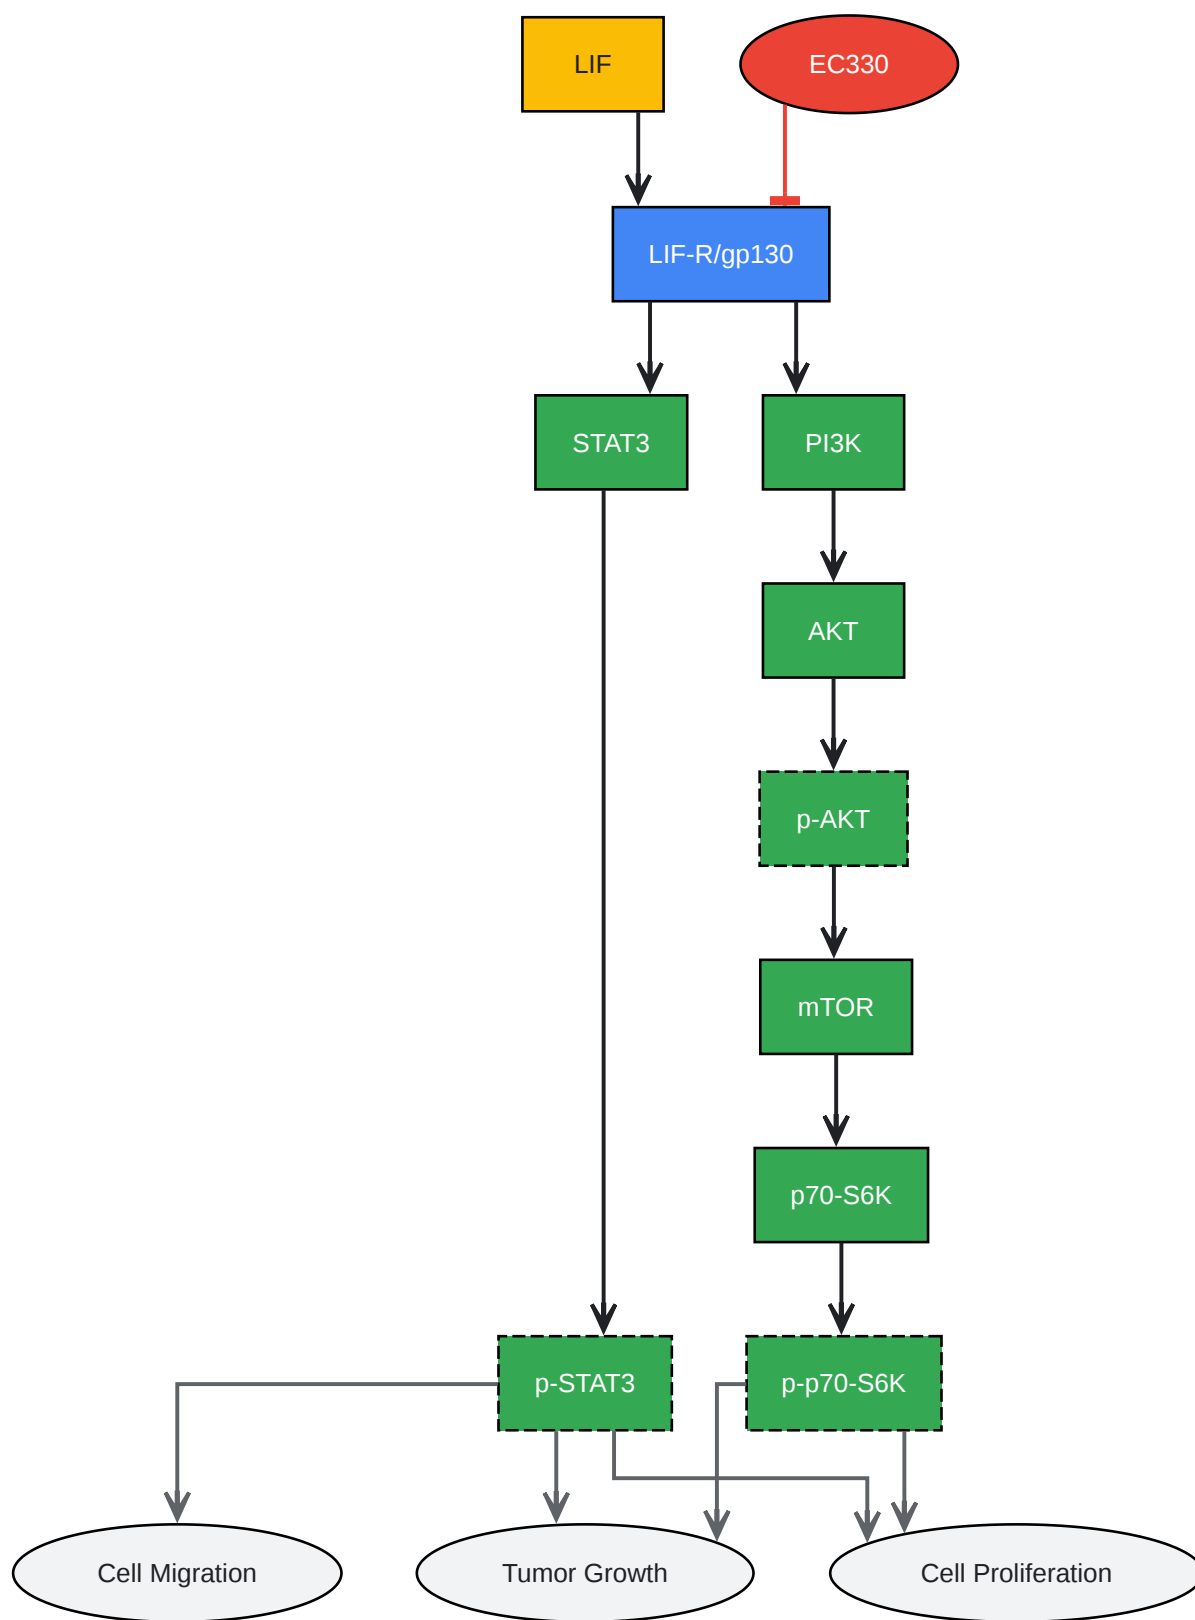 LIF
EC330
LIF-R/gp130
STAT3
PI3K
AKT
p-AKT
mTOR
p70-S6K
p-STAT3
p-p70-S6K
Cell Migration
Tumor Growth
Cell Proliferation